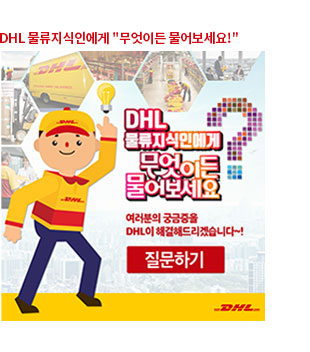 DHL 물류지식인에게 "무엇이든 물어보세요!"
DHL
물류지식인에게
무엇이든
물어보세요
여러분의 궁금증을
DHL이 해결해드리겠습니다~!
질문하기
DHL